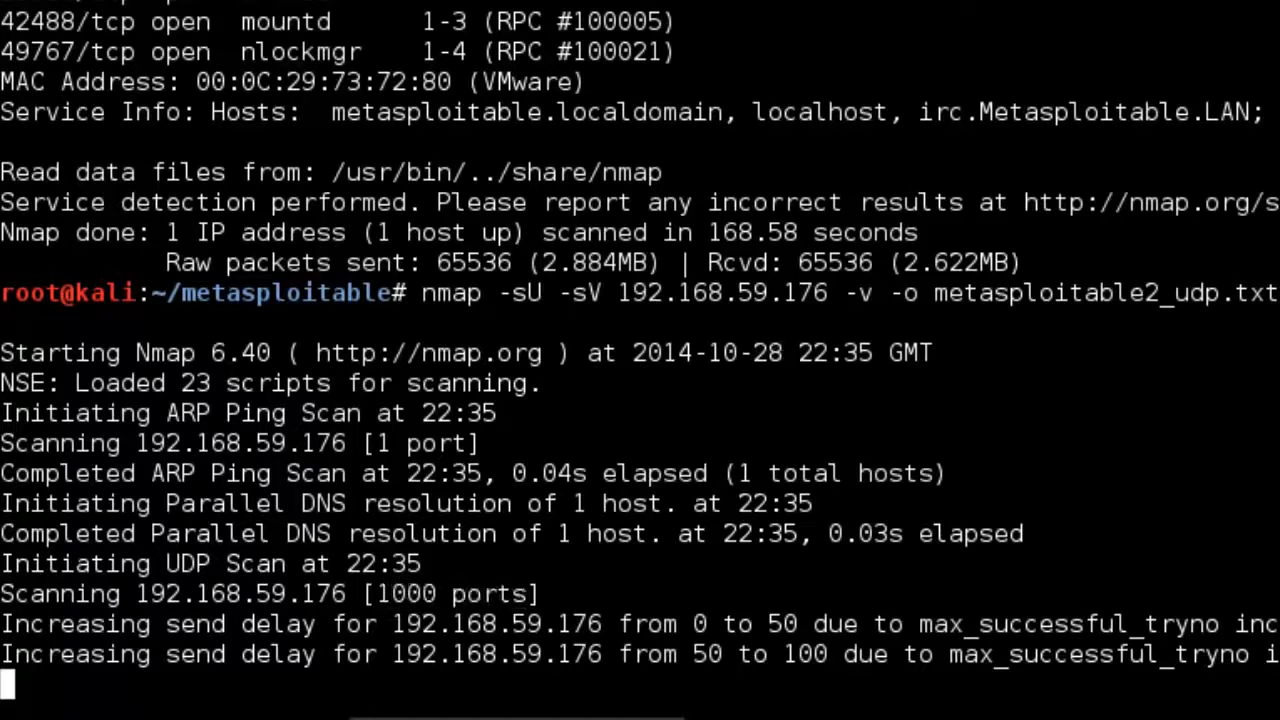 42488/tcp open  mountd      1-3 (RPC #100005)
49767/tcp open  nlockmgr    1-4 (RPC #100021)
MAC Address: 00:0C:29:73:72:80 (VMware)
Service Info: Hosts:  metasploitable.localdomain, localhost, irc.Metasploitable.LAN;
Read data files from: /usr/bin/../share/nmap
Service detection performed. Please report any incorrect results at http://nmap.org/s
Nmap done: 1 IP address (1 host up) scanned in 168.58 seconds
           Raw packets sent: 65536 (2.884MB) | Rcvd: 65536 (2.622MB)
root@kali:~/metasploitable# nmap -sU -sV 192.168.59.176 -v -o metasploitable2_udp.txt
Starting Nmap 6.40 ( http://nmap.org ) at 2014-10-28 22:35 GMT
NSE: Loaded 23 scripts for scanning.
Initiating ARP Ping Scan at 22:35
Scanning 192.168.59.176 [1 port]
Completed ARP Ping Scan at 22:35, 0.04s elapsed (1 total hosts)
Initiating Parallel DNS resolution of 1 host. at 22:35
Completed Parallel DNS resolution of 1 host. at 22:35, 0.03s elapsed
Initiating UDP Scan at 22:35
Scanning 192.168.59.176 [1000 ports]
Increasing send delay for 192.168.59.176 from 0 to 50 due to max_successful_tryno inc
Increasing send delay for 192.168.59.176 from 50 to 100 due to max_successful_tryno i